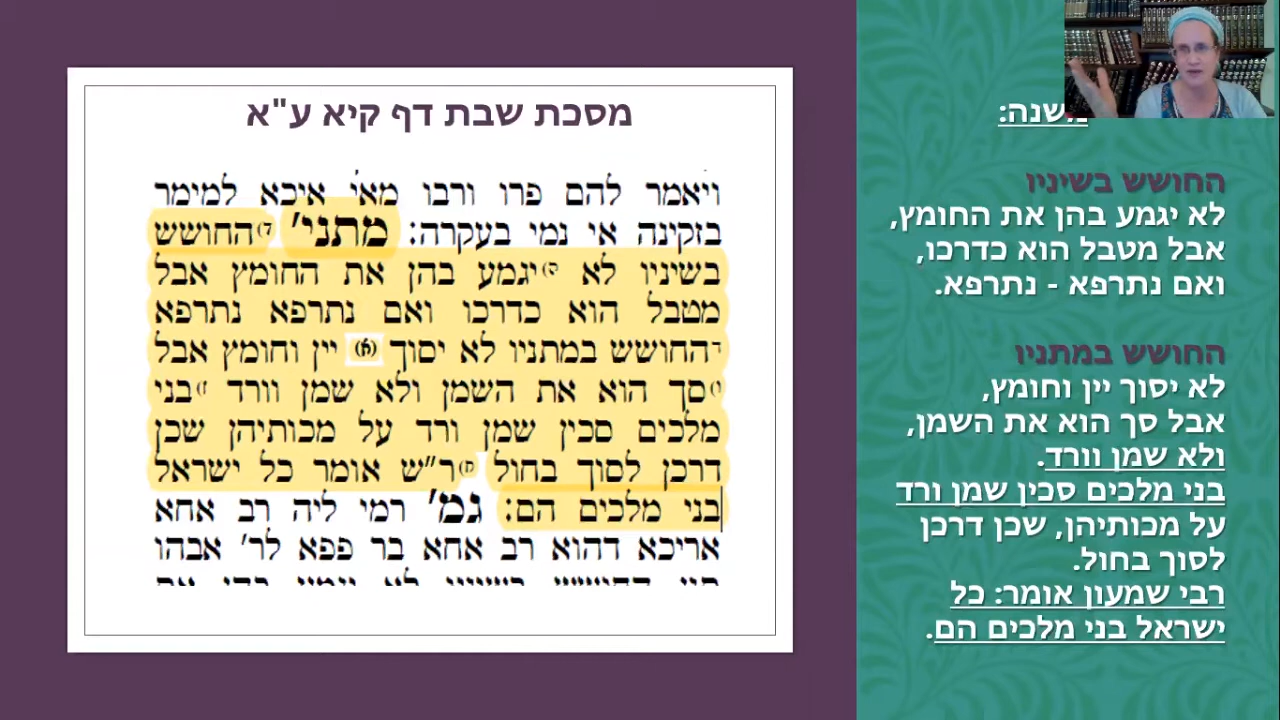 מסכת שבת דף קיא ע"א
ויאמר להם פרו ורבו מאי איכא למימר
בזקינה אי נמי בעקרה: מתני' החושש
בשיניו לא יגמע בהן את החומץ אבל
מטבל הוא כדרכו ואם נתרפא נתרפא
החושש במתניו לא יסוך יין וחומץ אבל
סך הוא את השמן ולא שמן וורד בני
מלכים סכין שמן ורד על מכותיהן שכן
דרכן לסוך בחול ר"ש אומר כל ישראל
בני מלכים הם: גמ' רמי ליה רב אחא
אריכא דהוא רב אחא בר פפא לר' אבהו
משנה:
החושש בשיניו
לא יגמע בהן את החומץ,
אבל מטבל הוא כדרכו,
ואם נתרפא - נתרפא.
החושש במתניו
לא יסוך יין וחומץ,
אבל סך הוא את השמן,
ולא שמן וורד.
בני מלכים סכין שמן ורד
על מכותיהן, שכן דרכן
לסוך בחול.
רבי שמעון אומר: כל
ישראל בני מלכים הם.